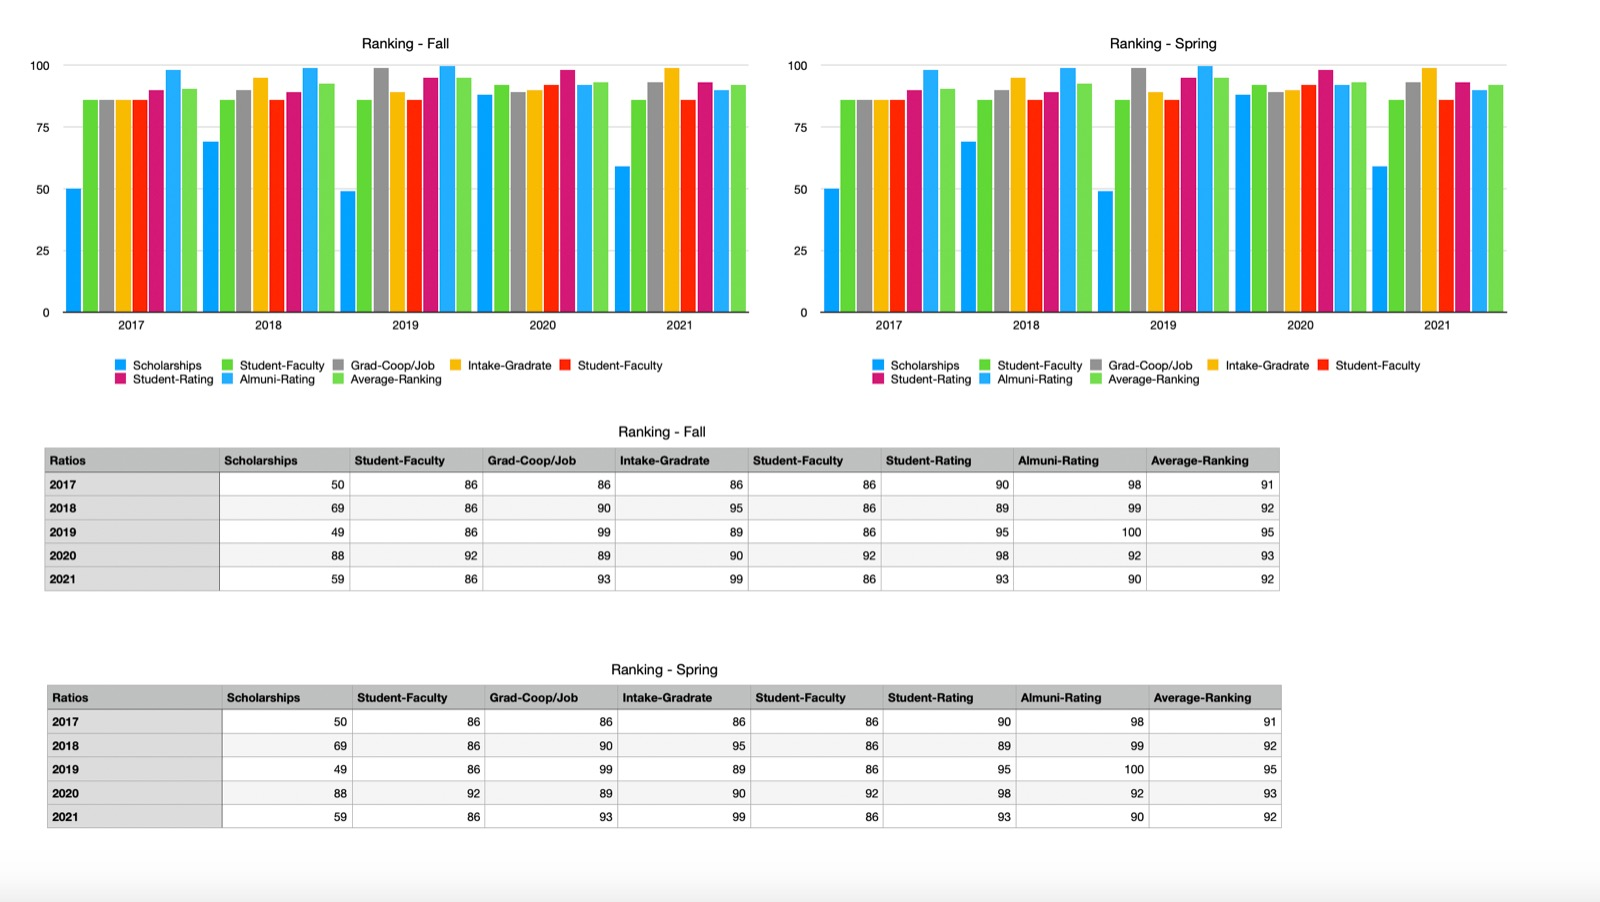 Ranking - Fall
100
75
50
25
0
2017 2018 2019 2020 2021
Scholarships Student-Faculty Grad-Coop/Job Intake-Gradrate Student-Faculty
Student-Rating Almuni-Rating Average-Ranking
Ranking - Spring
100
75
50
25
0
2017 2018 2019 2020 2021
Scholarships Student-Faculty Grad-Coop/Job Intake-Gradrate Student-Faculty
Student-Rating Almuni-Rating Average-Ranking
Ranking - Fall
Ratios Scholarships Student-Faculty Grad-Coop/Job Intake-Gradrate Student-Faculty Student-Rating Almuni-Rating Average-Ranking
2017 50 86 86 86 86 90 98 91
2018 69 86 90 95 86 89 99 92
2019 49 86 99 89 86 95 100 95
2020 88 92 89 90 92 98 92 93
2021 59 86 93 99 86 93 90 92
Ranking - Spring
Ratios Scholarships Student-Faculty Grad-Coop/Job Intake-Gradrate Student-Faculty Student-Rating Almuni-Rating Average-Ranking
2017 50 86 86 86 86 90 98 91
2018 69 86 90 95 86 89 99 92
2019 49 86 99 89 86 95 100 95
2020 88 92 89 90 92 98 92 93
2021 59 86 93 99 86 93 90 92